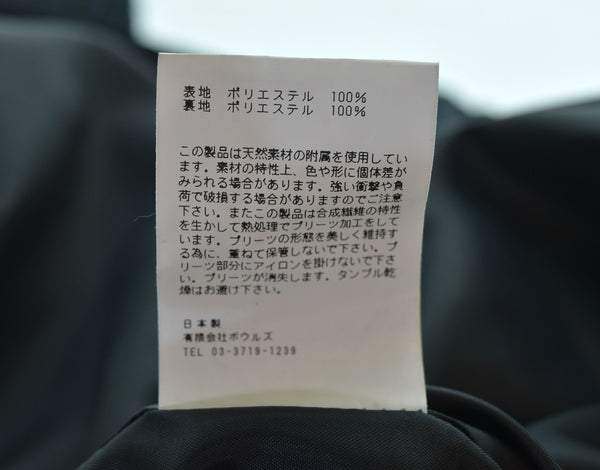 表地 ポリエステル 100%
裏地 ポリエステル 100%
この製品は天然素材の附属を使用してい
ます。素材の特性上、色や形に個体差が
みられる場合があります。強い衝撃や負
荷で破損する場合がありますのでご注意
下さい。またこの製品は合成繊維の特性
を生かして熱処理でプリーツ加工をして
います。プリーツの形態を美しく維持す
る為に、重ねて保管しないで下さい。プ
リーツ部分にアイロンを掛けないで下さ
い。プリーツが消失します。タンブル乾
燥はお避け下さい。
日本製
有限会社ボウルズ
TEL 03-3719-1239